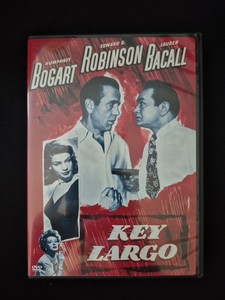 HUMPHREY EDWARD G. LAUREN
BOGART ROBINSON BACALL
KEY
LARGO
DVD